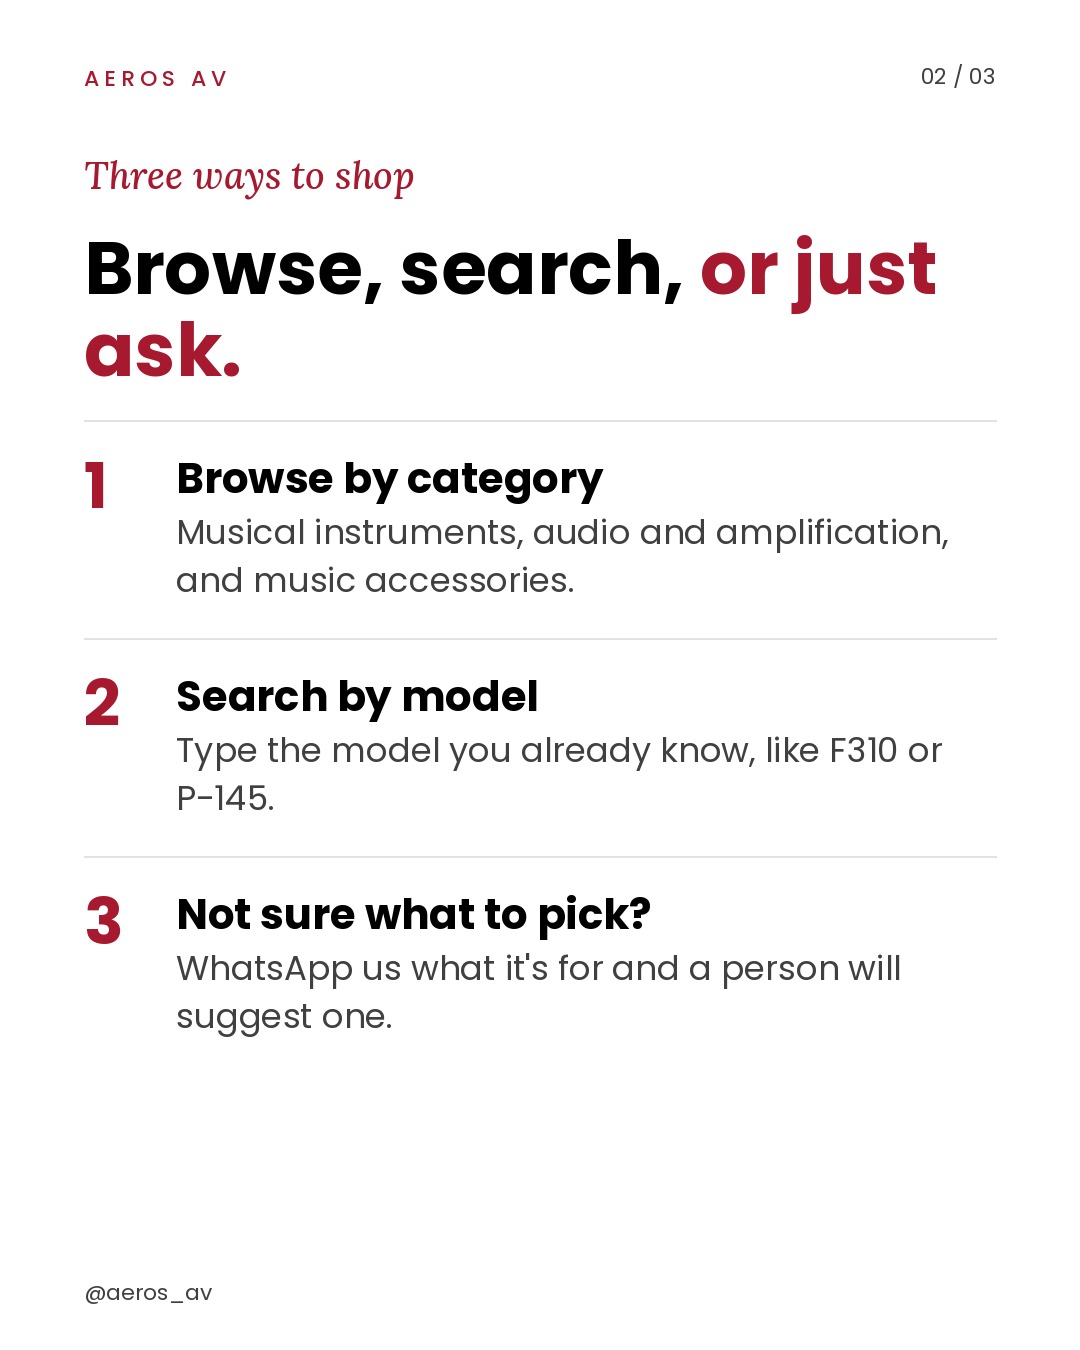 AEROS AV
02 / 03
Three ways to shop
Browse, search, or just
ask.
1
Browse by category
Musical instruments, audio and amplification,
and music accessories.
2
Search by model
Type the model you already know, like F310 or
P-145.
3
Not sure what to pick?
WhatsApp us what it's for and a person will
suggest one.
@aeros_av